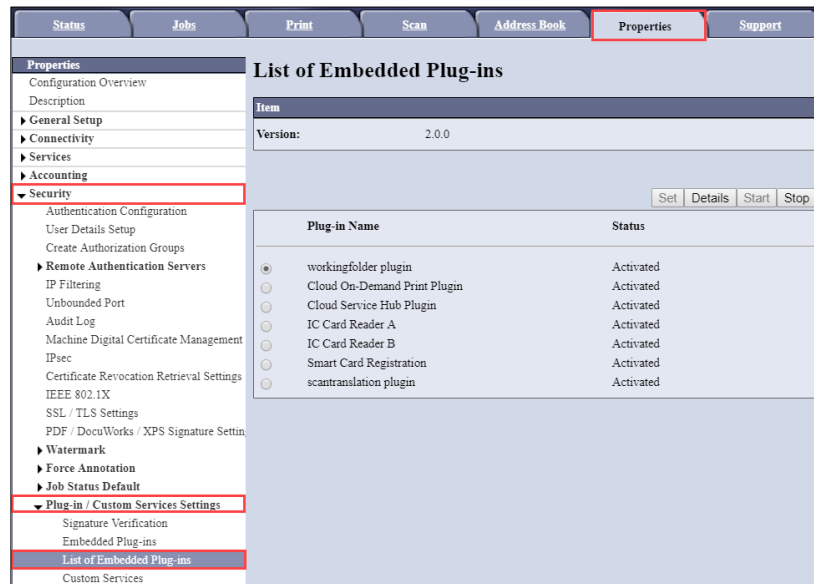 Status Jobs Print Scan Address Book Properties Support
Properties
Configuration Overview
Description
General Setup
Connectivity
Services
Accounting
Security
Authentication Configuration
User Details Setup
Create Authorization Groups
Remote Authentication Servers
IP Filtering
Unbounded Port
Audit Log
Machine Digital Certificate Management
IPsec
Certificate Revocation Retrieval Settings
IEEE 802.1X
SSL / TLS Settings
PDF / DocuWorks / XPS Signature Settin
Watermark
Force Annotation
Job Status Default
Plug-in / Custom Services Settings
Signature Verification
Embedded Plug-ins
List of Embedded Plug-ins
Custom Services
List of Embedded Plug-ins
Item
Version: 2.0.0
Set Details Start Stop
Plug-in Name Status
workingfolder plugin Activated
Cloud On-Demand Print Plugin Activated
Cloud Service Hub Plugin Activated
IC Card Reader A Activated
IC Card Reader B Activated
Smart Card Registration Activated
scantranslation plugin Activated